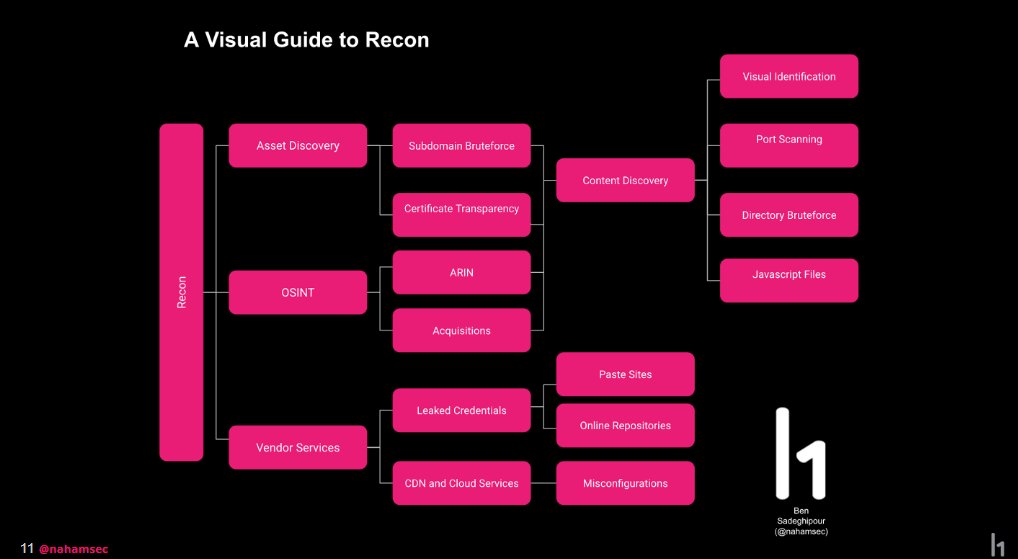 A Visual Guide to Recon
Recon
Asset Discovery
Subdomain Bruteforce
Certificate Transparency
OSINT
ARIN
Acquisitions
Content Discovery
Visual Identification
Port Scanning
Directory Bruteforce
Javascript Files
Vendor Services
Leaked Credentials
Paste Sites
Online Repositories
CDN and Cloud Services
Misconfigurations
h1
Ben
Sadeghipour
(@nahamsec)
11 @nahamsec
h1